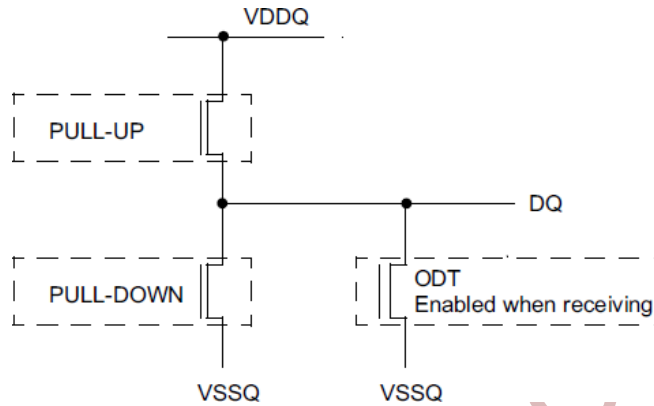 VDDQ
PULL-UP
DQ
PULL-DOWN
ODT
Enabled when receiving
VSSQ
VSSQ